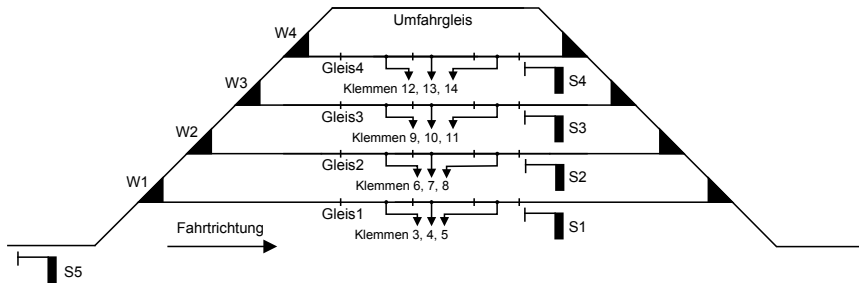 Umfahrgleis
W4
Gleis4
S4
Klemmen 12, 13, 14
W3
Gleis3
S3
Klemmen 9, 10, 11
W2
Gleis2
S2
Klemmen 6, 7, 8
W1
Gleis1
S1
Klemmen 3, 4, 5
Fahrtrichtung
S5